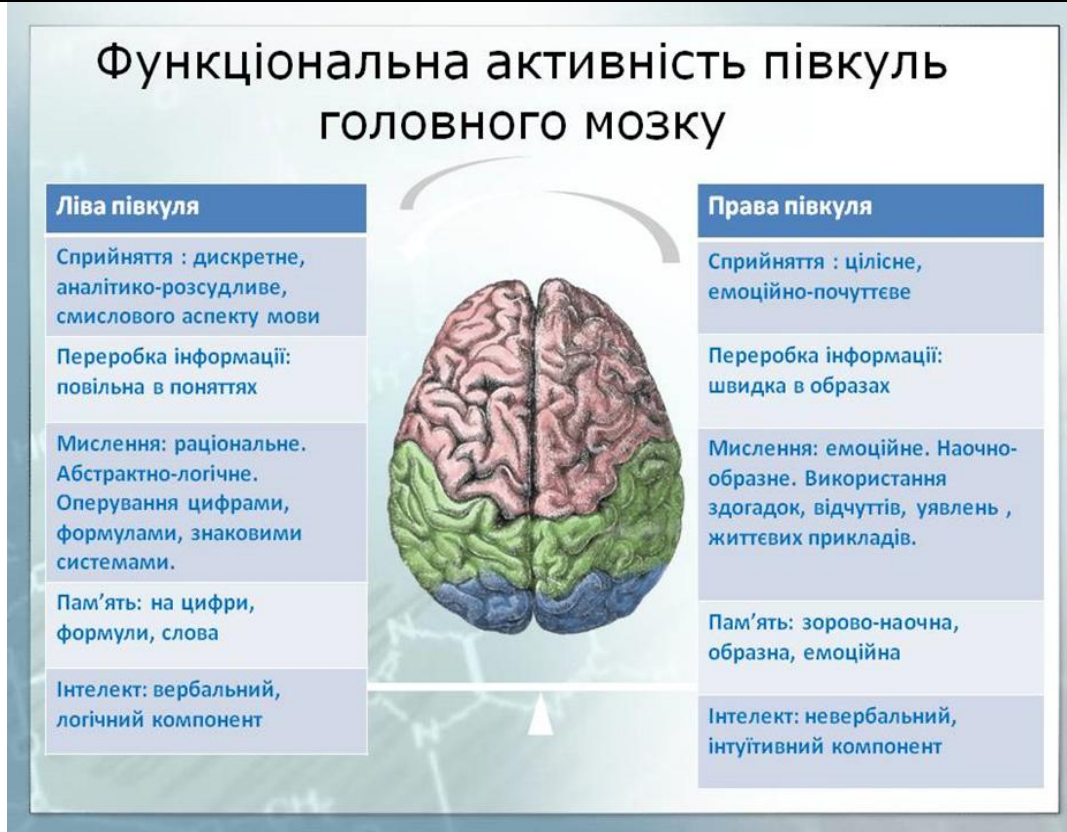 Функціональна активність півкуль
головного мозку
Ліва півкуля
Сприйняття : дискретне,
аналітико-розсудливе,
смислового аспекту мови
Переробка інформації:
повільна в поняттях
Мислення: раціональне.
Абстрактно-логічне.
Оперування цифрами,
формулами, знаковими
системами.
Пам’ять: на цифри,
формули, слова
Інтелект: вербальний,
логічний компонент
Права півкуля
Сприйняття : цілісне,
емоційно-почуттєве
Переробка інформації:
швидка в образах
Мислення: емоційне. Наочно-
образне. Використання
здогадок, відчуттів, уявлень ,
життєвих прикладів.
Пам’ять: зорово-наочна,
образна, емоційна
Інтелект: невербальний,
інтуїтивний компонент